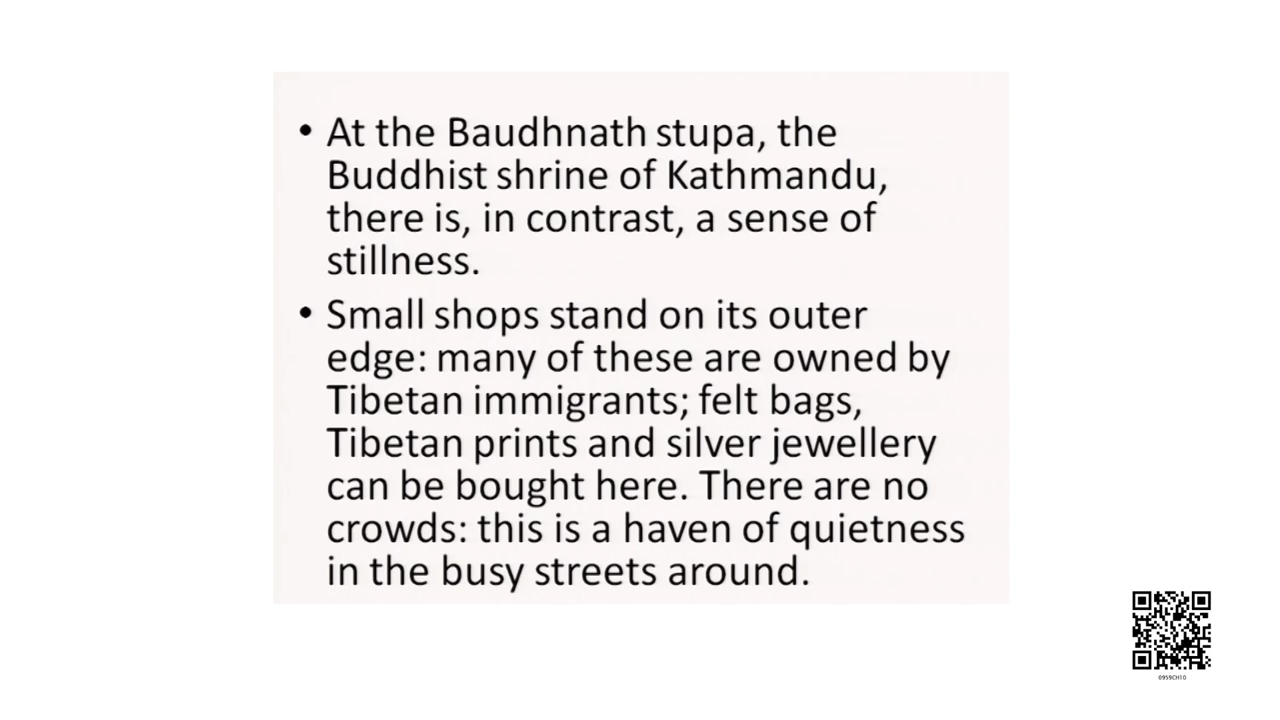 • At the Baudhnath stupa, the
Buddhist shrine of Kathmandu,
there is, in contrast, a sense of
stillness.
• Small shops stand on its outer
edge: many of these are owned by
Tibetan immigrants; felt bags,
Tibetan prints and silver jewellery
can be bought here. There are no
crowds: this is a haven of quietness
in the busy streets around.
0959CH10